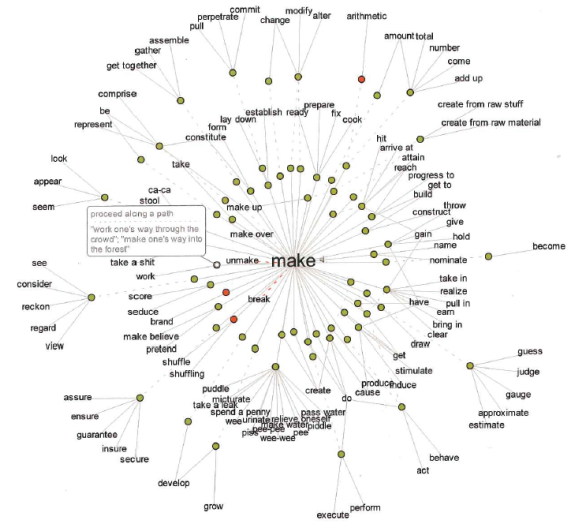 commit
modify
perpetrate
alter
arithmetic
change
pull
amount
total
assemble
number
gather
come
get together
add up
comprise
create from raw stuff
prepare
establish
ready
fix
be
lay down
cook
create from raw material
represent
form
hit
constitute
arrive at
attain
look
take
reach
progress to
appear
ca-ca
get to
build
seem
stool
throw
make up
construct
proceed along a path
give
"work one's way through the
crowd"; "make one's way into
the forest"
gain
hold
make over
name
become
see
take a shit
unmake
make
nominate
consider
work
take in
realize
reckon
score
break
have
pull in
seduce
earn
regard
brand
bring in
clear
view
make believe
draw
pretend
guess
shuffle
get
judge
shuffling
stimulate
produce
induce
assure
puddle
create
cause
gauge
micturate
do
ensure
take a leak
approximate
spend a penny
pass water
estimate
guarantee
wee
urinate
relieve oneself
make water
piddle
insure
piss
pee-pee
pee
wee-wee
secure
behave
act
develop
grow
perform
execute